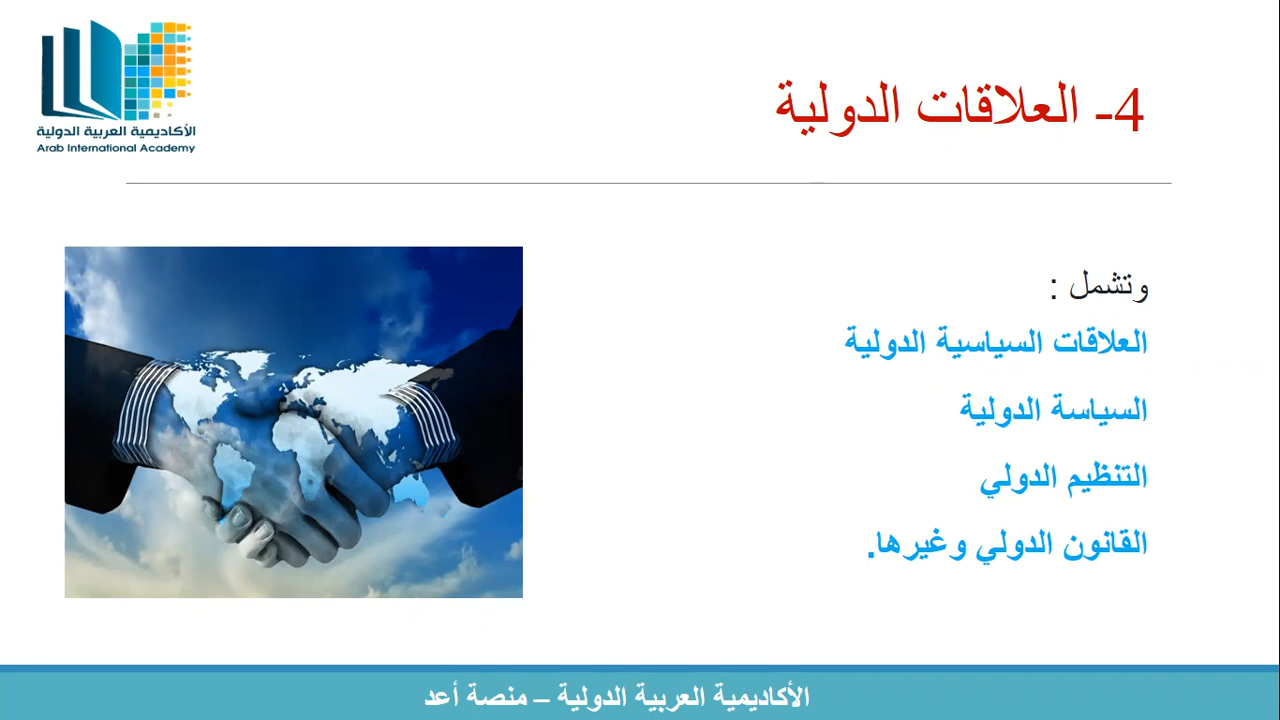 الأكاديمية العربية الدولية
Arab International Academy
4- العلاقات الدولية
وتشمل :
العلاقات السياسية الدولية
السياسة الدولية
التنظيم الدولي
القانون الدولي وغيرها.
الأكاديمية العربية الدولية – منصة أعد